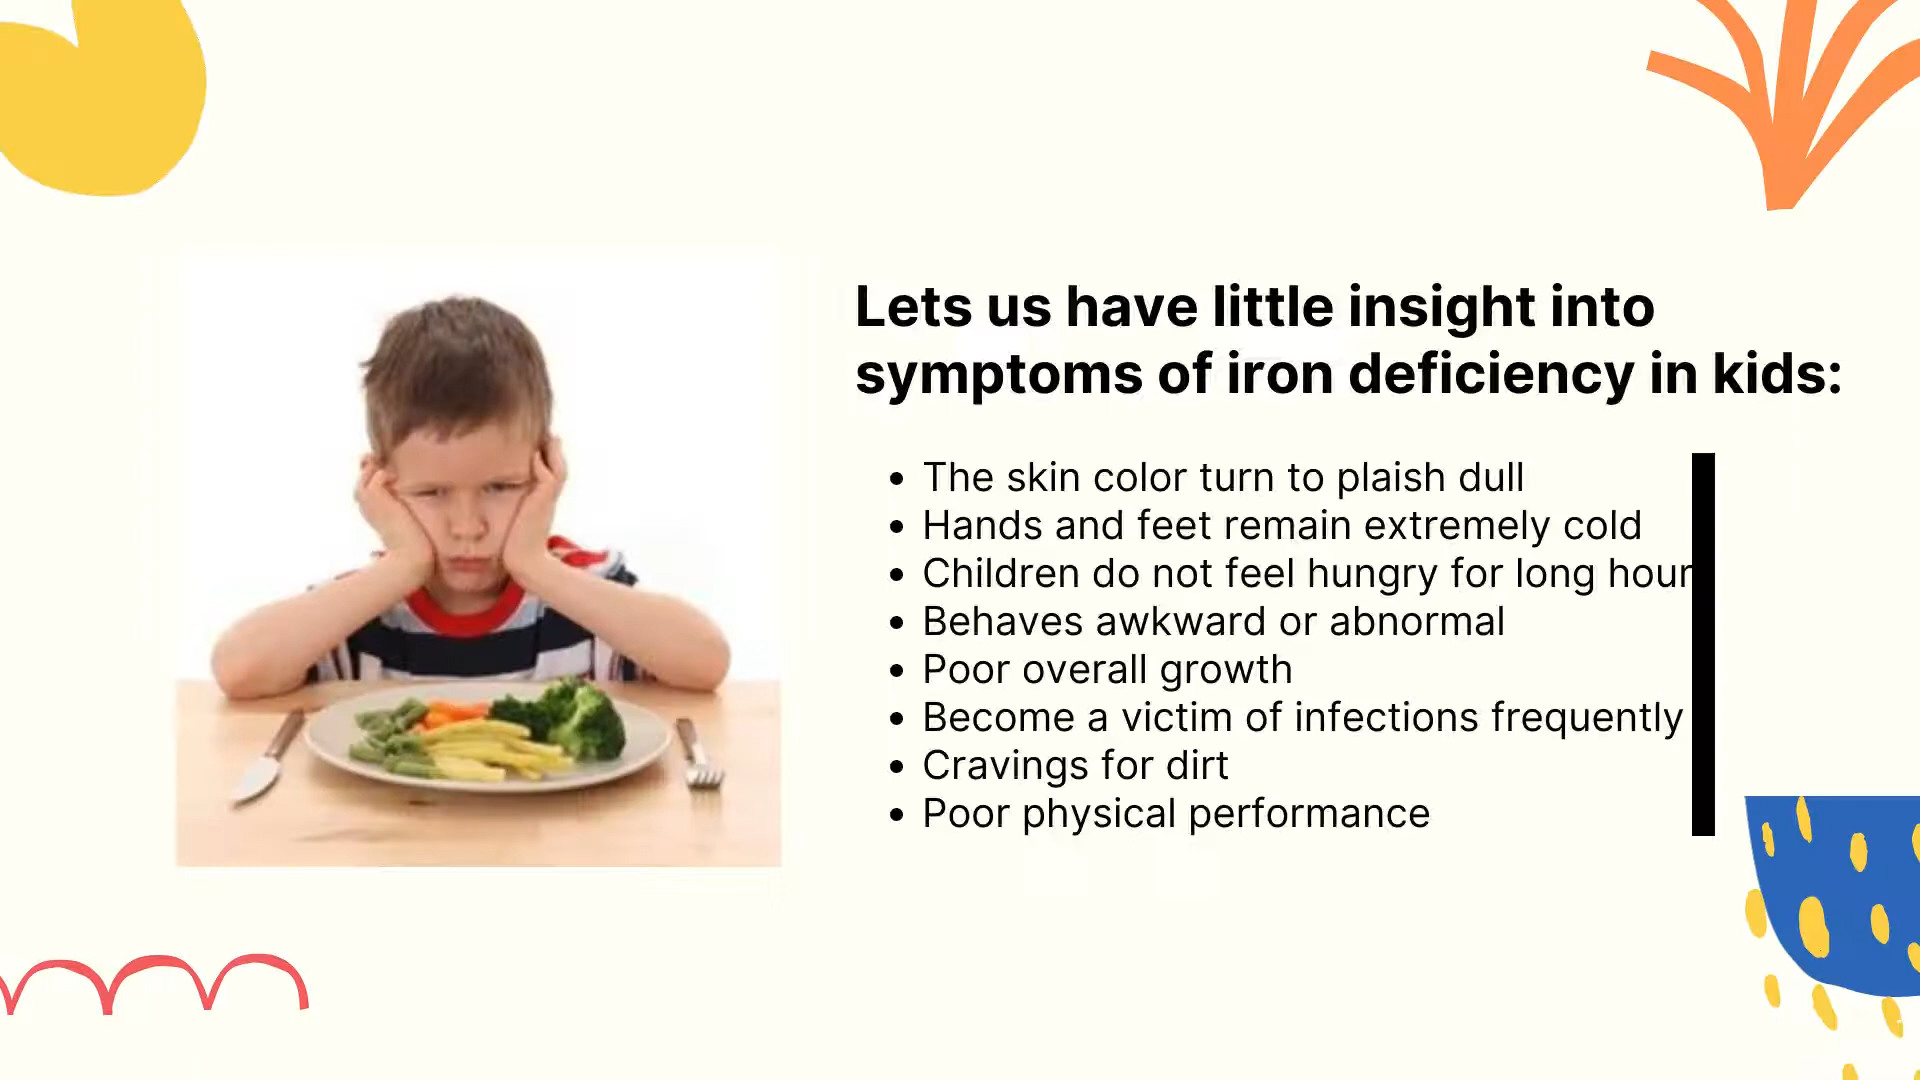 Lets us have little insight into
symptoms of iron deficiency in kids:
• The skin color turn to plaish dull
• Hands and feet remain extremely cold
• Children do not feel hungry for long hour
• Behaves awkward or abnormal
• Poor overall growth
• Become a victim of infections frequently
• Cravings for dirt
• Poor physical performance